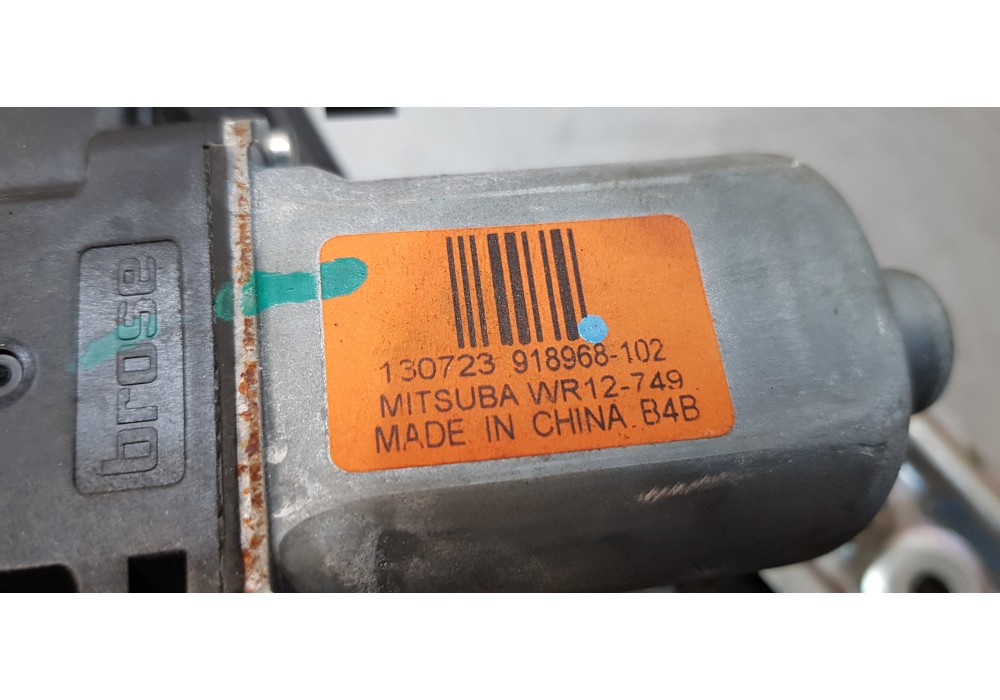 brose
130723 918968-102
MITSUBA WR12-749
MADE IN CHINA B4B